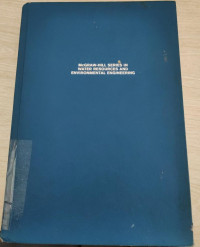 McGRAW-HILL SERIES IN
WATER RESOURCES AND
ENVIRONMENTAL ENGINEERING